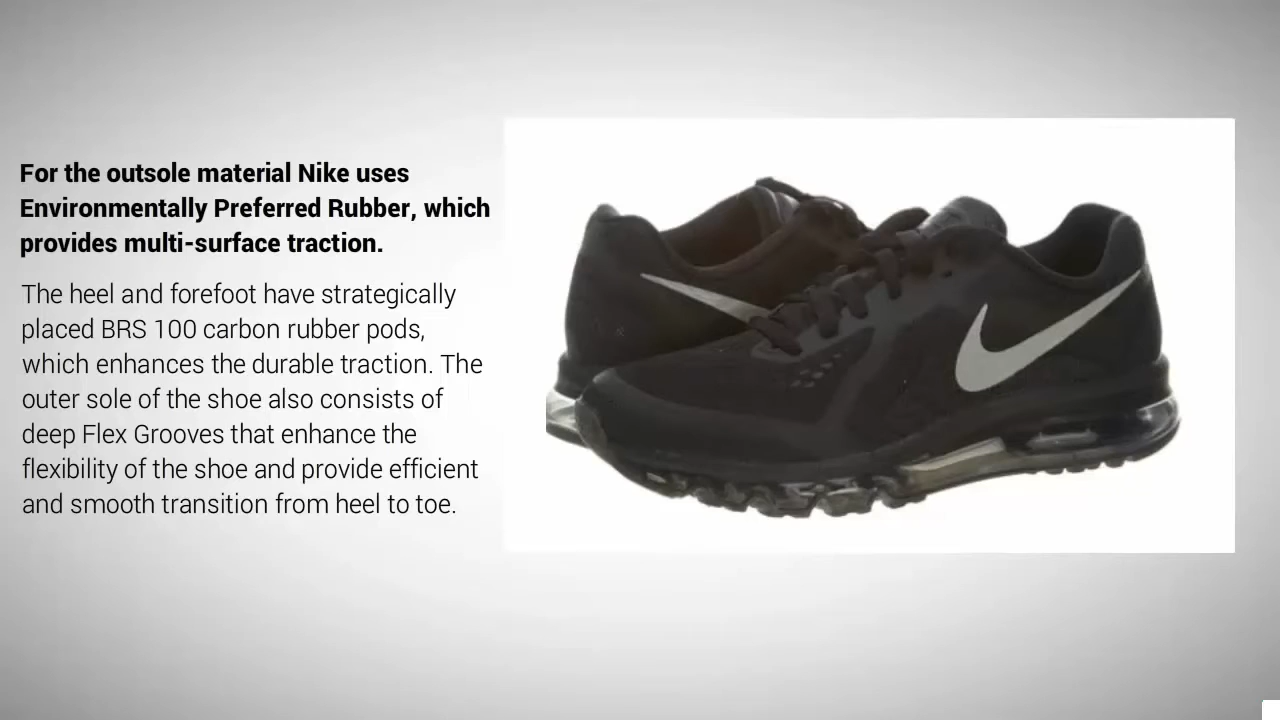 For the outsole material Nike uses
Environmentally Preferred Rubber, which
provides multi-surface traction.
The heel and forefoot have strategically
placed BRS 100 carbon rubber pods,
which enhances the durable traction. The
outer sole of the shoe also consists of
deep Flex Grooves that enhance the
flexibility of the shoe and provide efficient
and smooth transition from heel to toe.